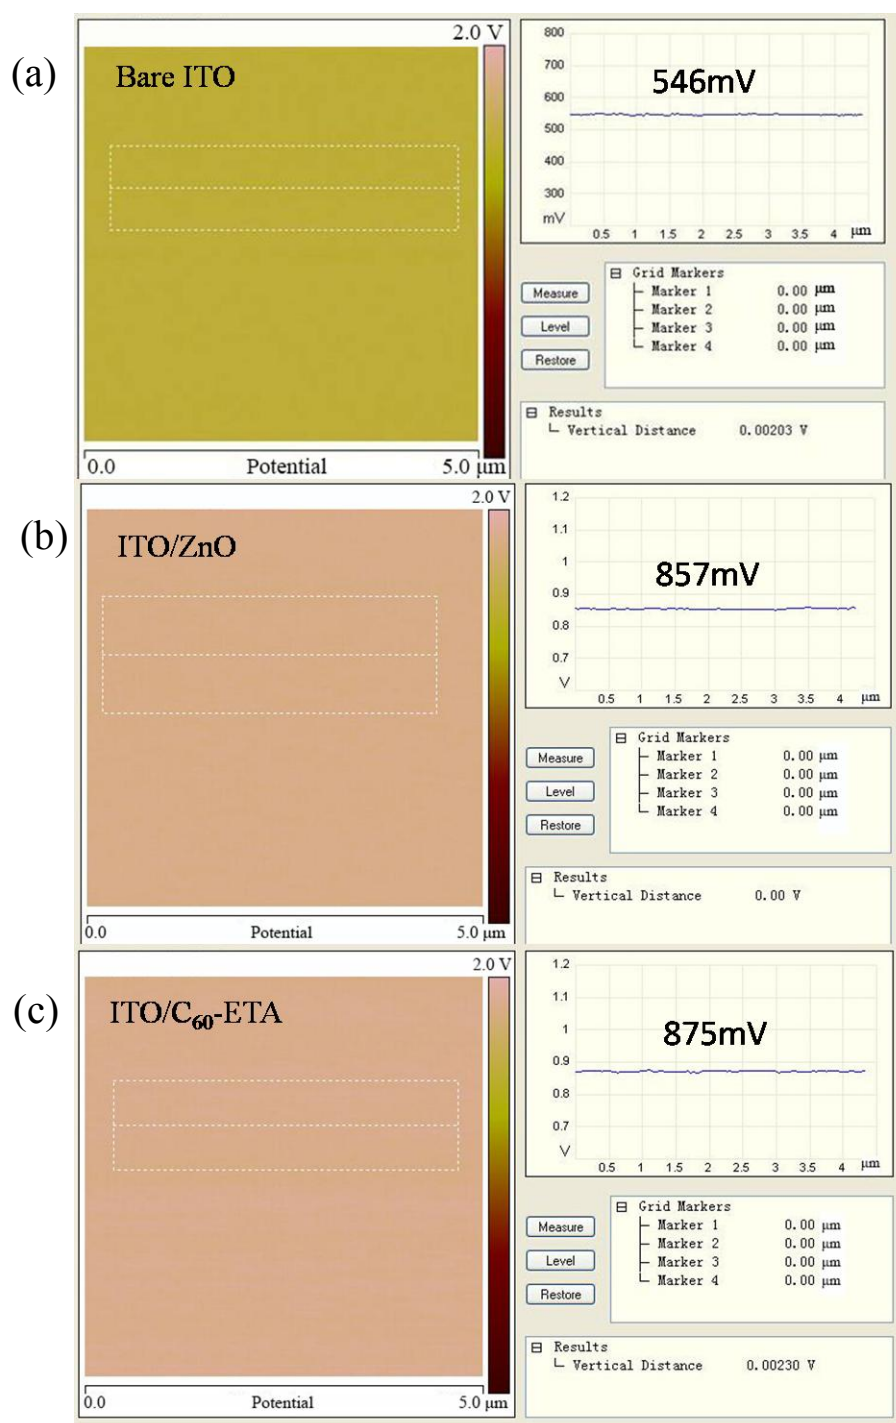 (a)
2.0 V
Bare ITO
0.0 Potential 5.0 μm
800
700
600
500
400
300
mV
546mV
0.5 1 1.5 2 2.5 3 3.5 4 μm
Measure
Level
Restore
Grid Markers
Marker 1 0.00 μm
Marker 2 0.00 μm
Marker 3 0.00 μm
Marker 4 0.00 μm
Results
Vertical Distance 0.00203 V
(b)
2.0 V
ITO/ZnO
0.0 Potential 5.0 μm
1.2
1.1
1
0.9
0.8
0.7
V
857mV
0.5 1 1.5 2 2.5 3 3.5 4 μm
Measure
Level
Restore
Grid Markers
Marker 1 0.00 μm
Marker 2 0.00 μm
Marker 3 0.00 μm
Marker 4 0.00 μm
Results
Vertical Distance 0.00 V
(c)
2.0 V
ITO/C₆₀-ETA
0.0 Potential 5.0 μm
1.2
1.1
1
0.9
0.8
0.7
V
875mV
0.5 1 1.5 2 2.5 3 3.5 4 μm
Measure
Level
Restore
Grid Markers
Marker 1 0.00 μm
Marker 2 0.00 μm
Marker 3 0.00 μm
Marker 4 0.00 μm
Results
Vertical Distance 0.00230 V